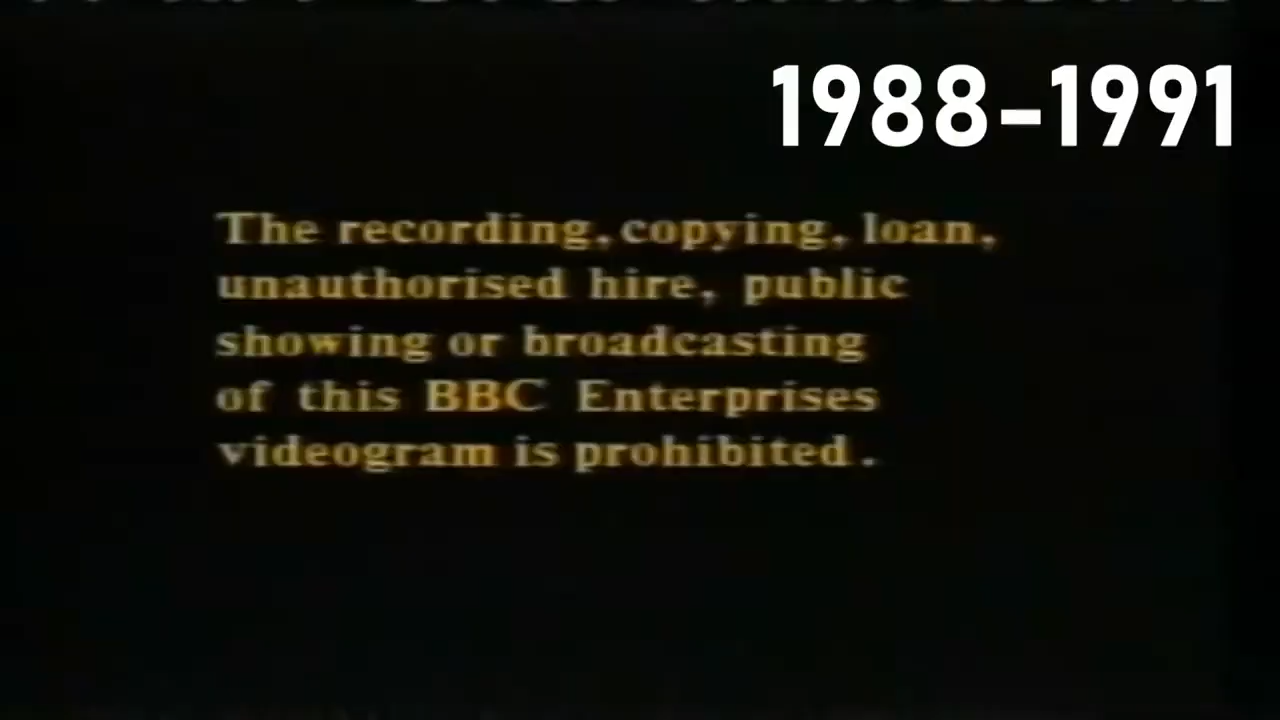 1988-1991
The recording, copying, loan,
unauthorised hire, public
showing or broadcasting
of this BBC Enterprises
videogram is prohibited.